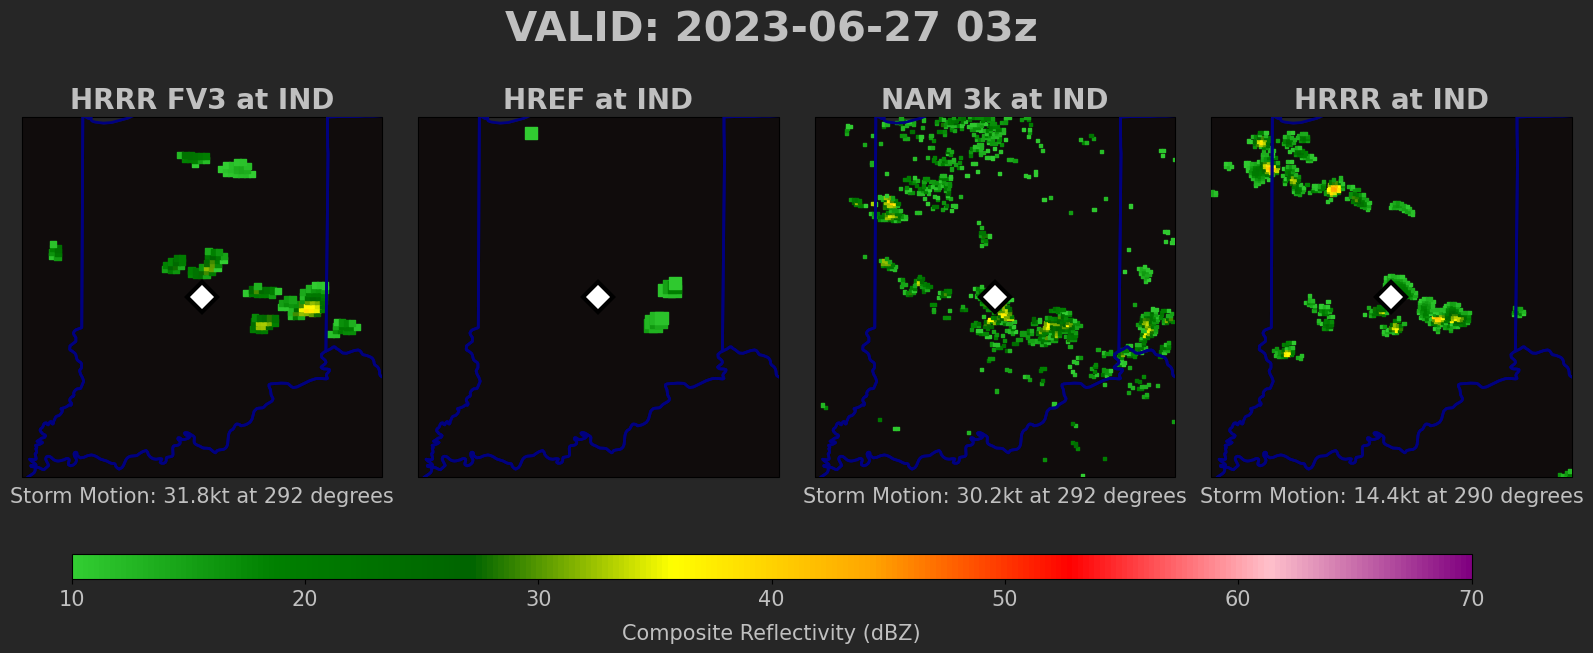 VALID: 2023-06-27 03z
HRRR FV3 at IND
HREF at IND
NAM 3k at IND
HRRR at IND
Storm Motion: 31.8kt at 292 degrees
Storm Motion: 30.2kt at 292 degrees
Storm Motion: 14.4kt at 290 degrees
10 20 30 40 50 60 70
Composite Reflectivity (dBZ)